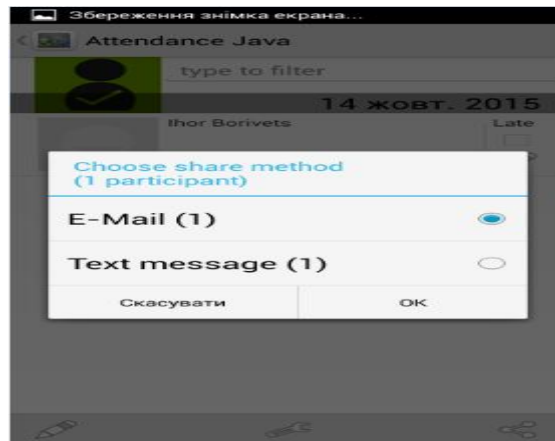 Збереження знімка екрана...
Attendance Java
type to filter
14 жовт. 2015
Ihor Borivets
Late
Choose share method
(1 participant)
E-Mail (1)
Text message (1)
Скасувати
ОК